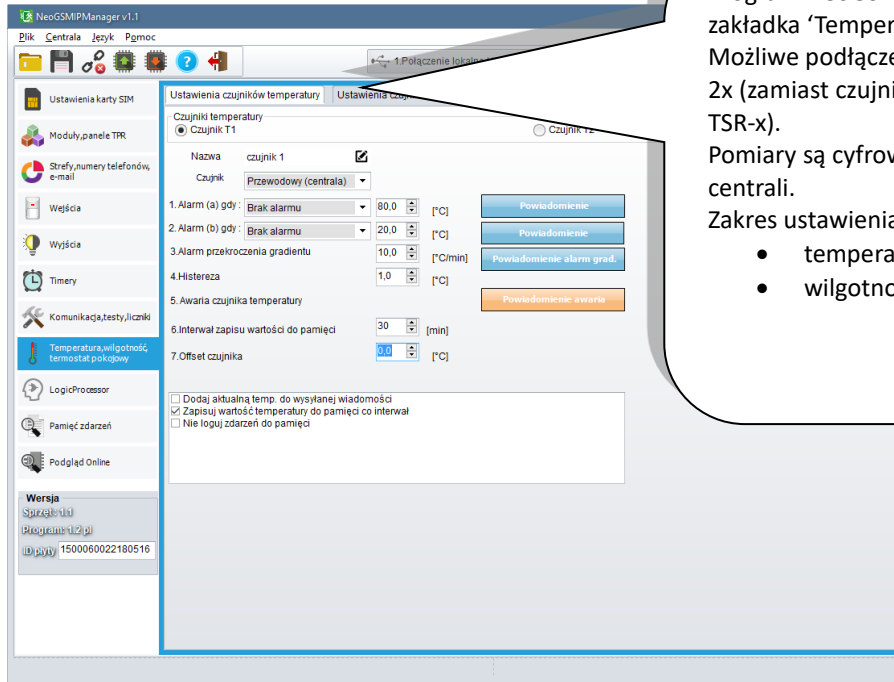 NeoGSMIPManager v1.1
Plik Centrala Język Pomoc
1.Połączenie lokaln
Ustawienia karty SIM
Moduły,panele TPR
Strefy,numery telefonów,
e-mail
Wejścia
Wyjścia
Timery
Komunikacja,testy,liczniki
Temperatura,wilgotność,
termostat pokojowy
LogicProcessor
Pamięć zdarzeń
Podgląd Online
Wersja
Sprzęt: 1.1
Program: 1.2 pl
ID płyty 1500060022180516
Ustawienia czujników temperatury Ustawienia
Czujniki temperatury
Czujnik T1 Czujnik T2
Nazwa czujnik 1
Czujnik Przewodowy (centrala)
1. Alarm (a) gdy : Brak alarmu 80,0 [°C] Powiadomienie
2. Alarm (b) gdy : Brak alarmu 20,0 [°C] Powiadomienie
3.Alarm przekroczenia gradientu 10,0 [°C/min] Powiadomienie alarm grad.
4.Histereza 1,0 [°C]
5. Awaria czujnika temperatury Powiadomienie awaria
6.Interwał zapisu wartości do pamięci 30 [min]
7.Offset czujnika 0,0 [°C]
Dodaj aktualną temp. do wysyłanej wiadomości
Zapisuj wartość temperatury do pamięci co interwał
Nie loguj zdarzeń do pamięci
zakładka ‘Temper
Możliwe podłącze
2x (zamiast czujni
TSR-x).
Pomiary są cyfrow
centrali.
Zakres ustawienia
• tempera
• wilgotno